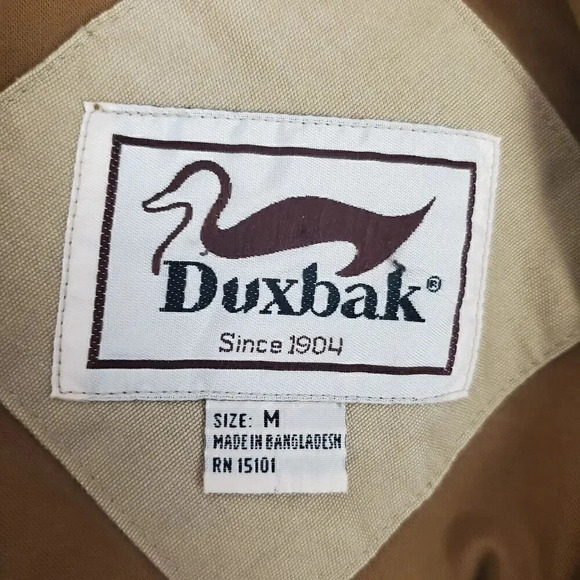 Duxbak®
Since 1904
SIZE: M
MADE IN BANGLADESH
RN 15101